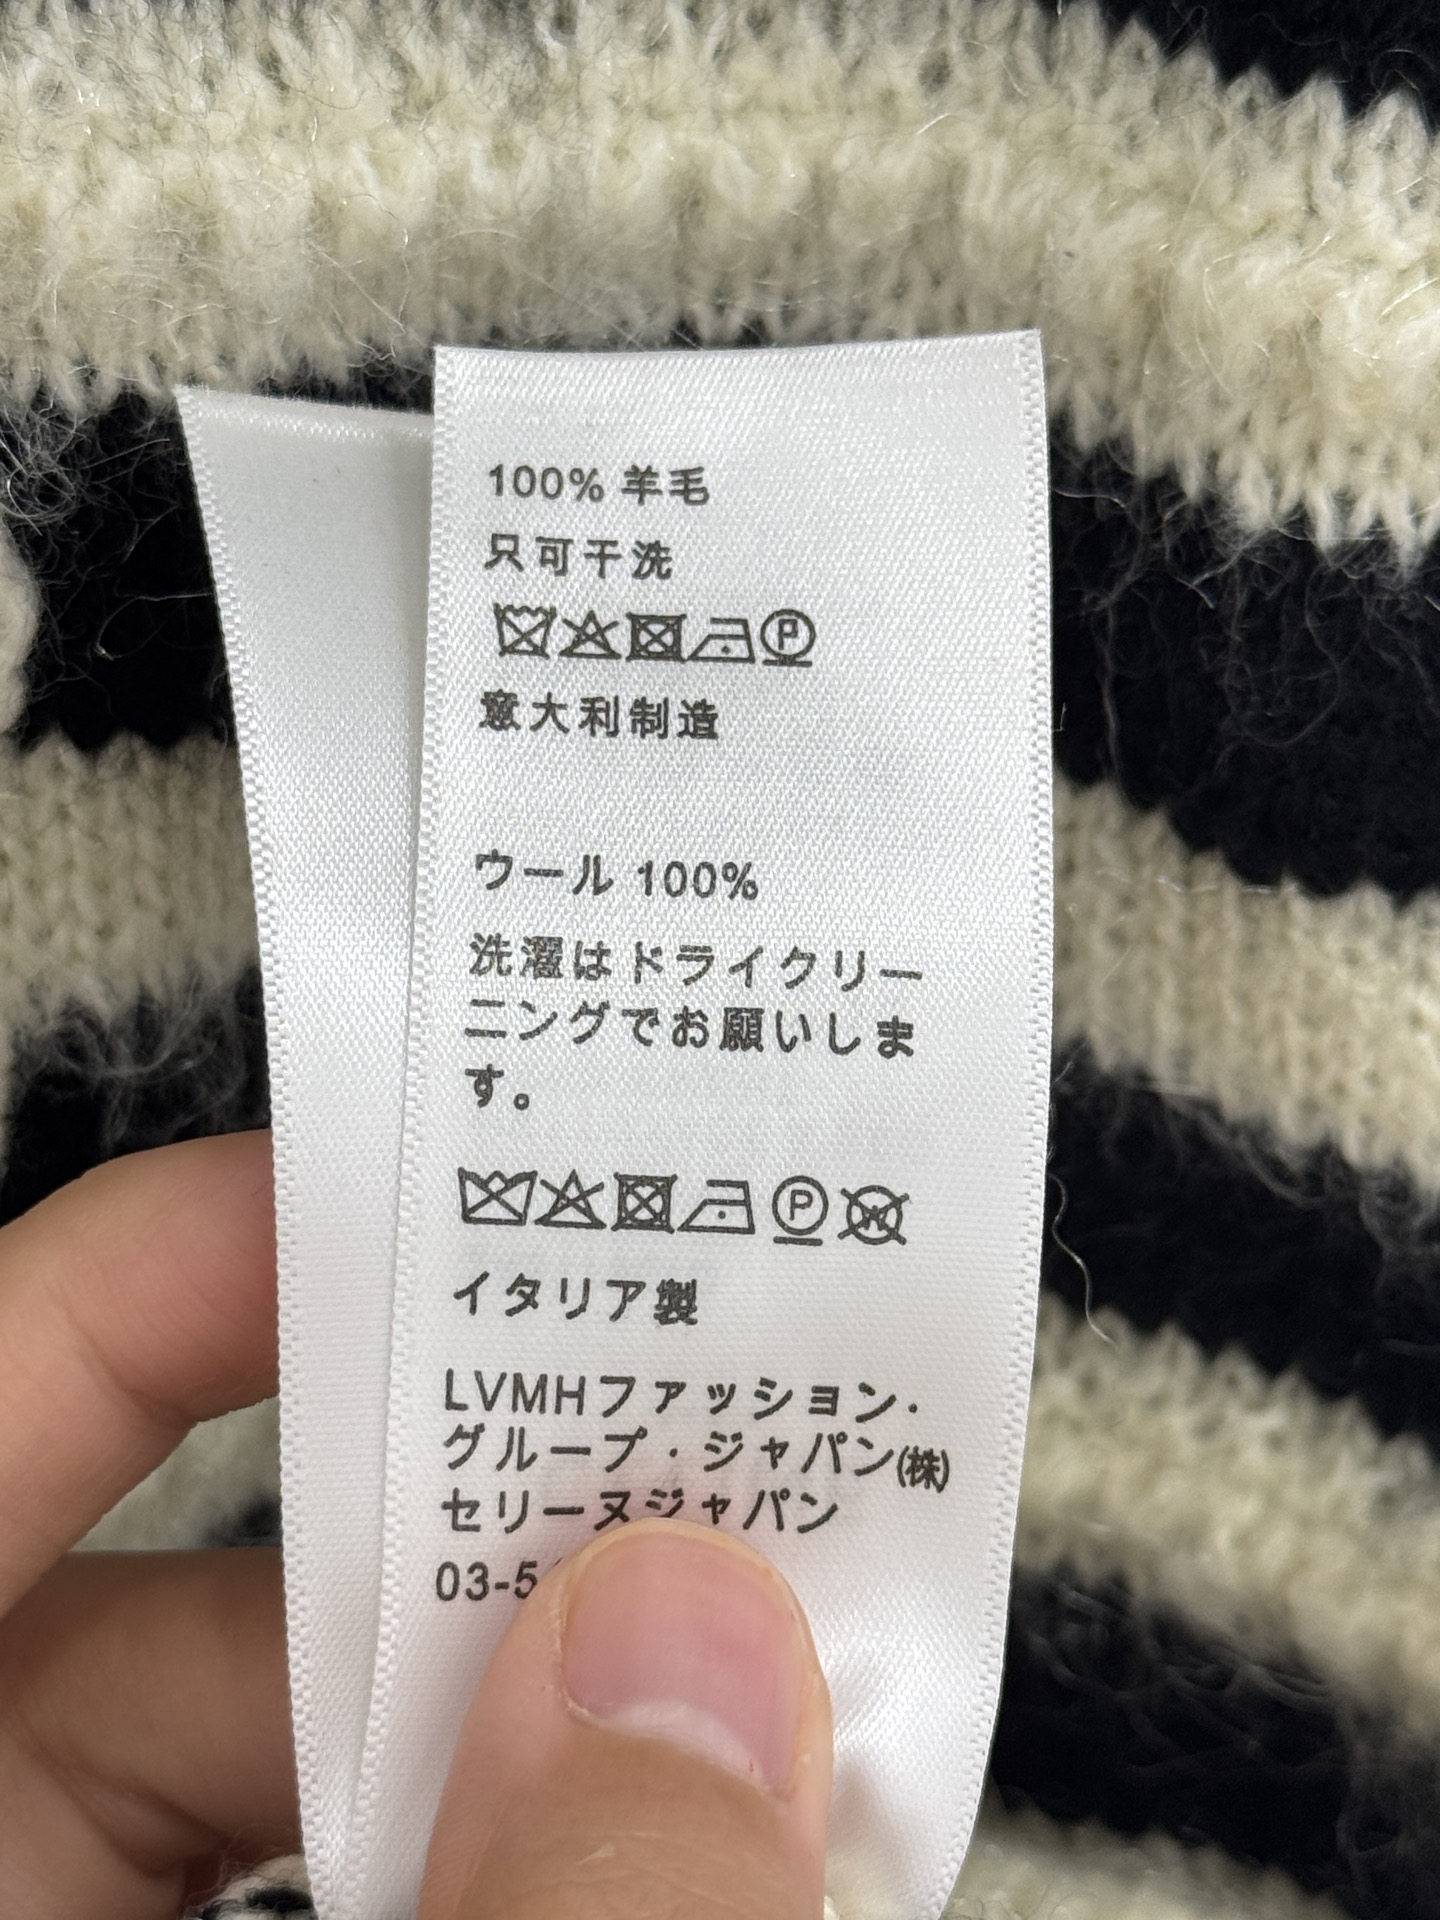 100% 羊毛
只可干洗
P
意大利制造
ウール 100%
洗濯はドライクリー
ニングでお願いしま
す。
P W
イタリア製
LVMHファッション・
グループ・ジャパン(株)
セリーヌジャパン
03-5